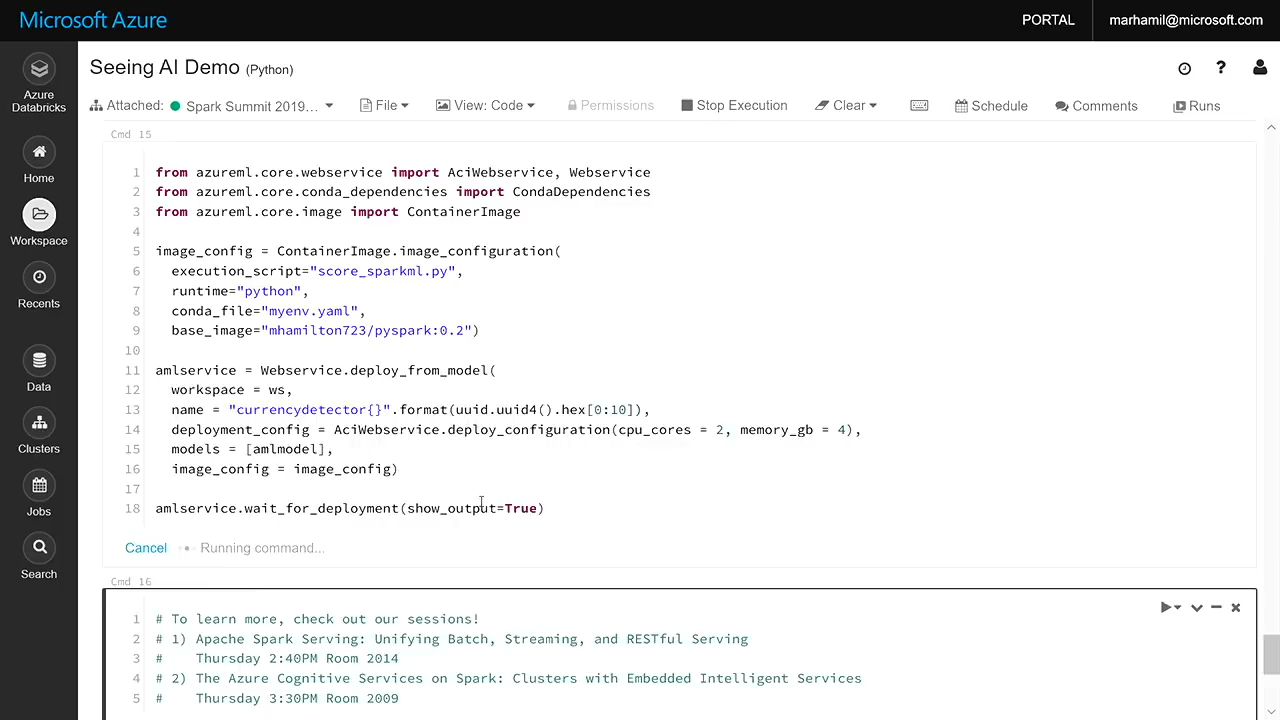 Microsoft Azure
PORTAL
marhamil@microsoft.com
Seeing AI Demo (Python)
Attached: Spark Summit 2019...
File
View: Code
Permissions
Stop Execution
Clear
Schedule
Comments
Runs
Azure
Databricks
Home
Workspace
Recents
Data
Clusters
Jobs
Search
Cmd 15
1 from azureml.core.webservice import AciWebservice, Webservice
2 from azureml.core.conda_dependencies import CondaDependencies
3 from azureml.core.image import ContainerImage
4
5 image_config = ContainerImage.image_configuration(
6   execution_script="score_sparkml.py",
7   runtime="python",
8   conda_file="myenv.yaml",
9   base_image="mhamilton723/pyspark:0.2")
10
11 amlservice = Webservice.deploy_from_model(
12   workspace = ws,
13   name = "currencydetector{}".format(uuid.uuid4().hex[0:10]),
14   deployment_config = AciWebservice.deploy_configuration(cpu_cores = 2, memory_gb = 4),
15   models = [amlmodel],
16   image_config = image_config)
17
18 amlservice.wait_for_deployment(show_output=True)
Cancel Running command...
Cmd 16
1 # To learn more, check out our sessions!
2 # 1) Apache Spark Serving: Unifying Batch, Streaming, and RESTful Serving
3 #    Thursday 2:40PM Room 2014
4 # 2) The Azure Cognitive Services on Spark: Clusters with Embedded Intelligent Services
5 #    Thursday 3:30PM Room 2009